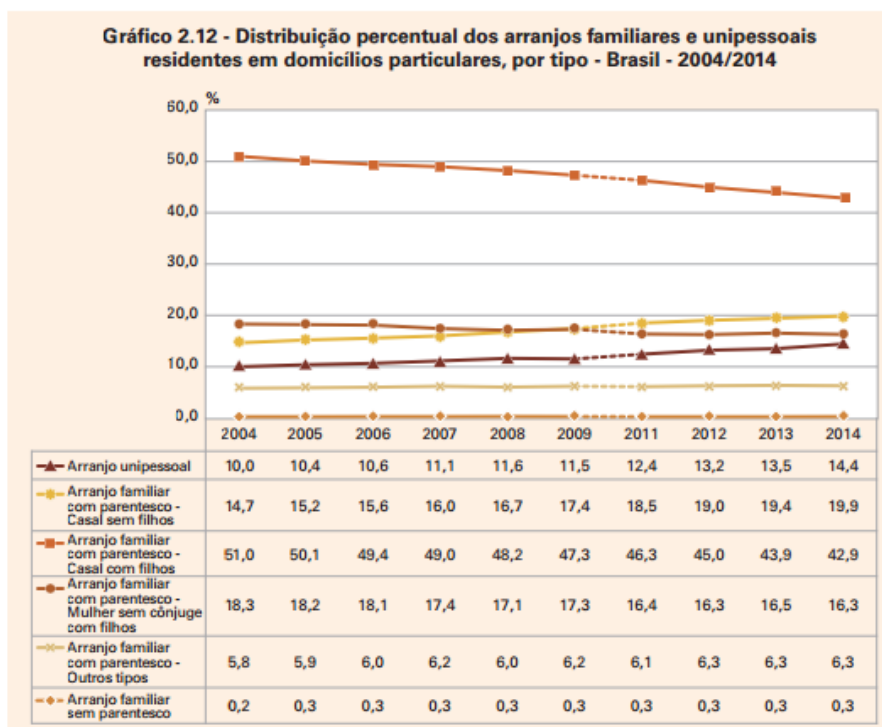 Gráfico 2.12 - Distribuição percentual dos arranjos familiares e unipessoais
residentes em domicílios particulares, por tipo - Brasil - 2004/2014
%
60,0
50,0
40,0
30,0
20,0
10,0
0,0
2004 2005 2006 2007 2008 2009 2011 2012 2013 2014
Arranjo unipessoal 10,0 10,4 10,6 11,1 11,6 11,5 12,4 13,2 13,5 14,4
Arranjo familiar
com parentesco -
Casal sem filhos
14,7 15,2 15,6 16,0 16,7 17,4 18,5 19,0 19,4 19,9
Arranjo familiar
com parentesco -
Casal com filhos
51,0 50,1 49,4 49,0 48,2 47,3 46,3 45,0 43,9 42,9
Arranjo familiar
com parentesco -
Mulher sem cônjuge
com filhos
18,3 18,2 18,1 17,4 17,1 17,3 16,4 16,3 16,5 16,3
Arranjo familiar
com parentesco -
Outros tipos
5,8 5,9 6,0 6,2 6,0 6,2 6,1 6,3 6,3 6,3
Arranjo familiar
sem parentesco
0,2 0,3 0,3 0,3 0,3 0,3 0,3 0,3 0,3 0,3